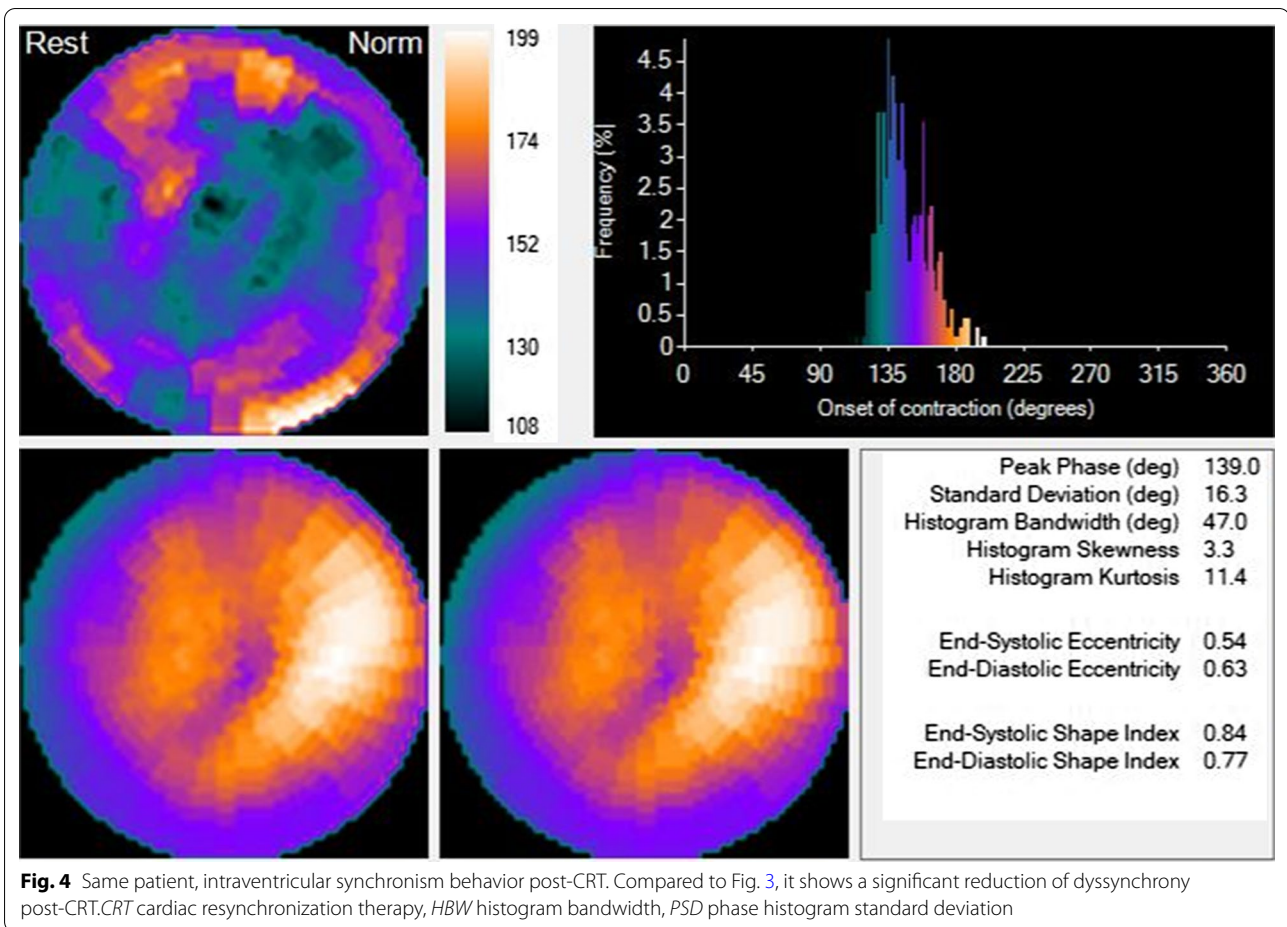 Rest Norm
199
174
152
130
108
Frequency (%|
4.5
4
3.5
3
2.5
2
1.5
1
0.5
0
0 45 90 135 180 225 270 315 360
Onset of contraction (degrees)
Peak Phase (deg) 139.0
Standard Deviation (deg) 16.3
Histogram Bandwidth (deg) 47.0
Histogram Skewness 3.3
Histogram Kurtosis 11.4
End-Systolic Eccentricity 0.54
End-Diastolic Eccentricity 0.63
End-Systolic Shape Index 0.84
End-Diastolic Shape Index 0.77
Fig. 4 Same patient, intraventricular synchronism behavior post-CRT. Compared to Fig. 3, it shows a significant reduction of dyssynchrony
post-CRT.CRT cardiac resynchronization therapy, HBW histogram bandwidth, PSD phase histogram standard deviation